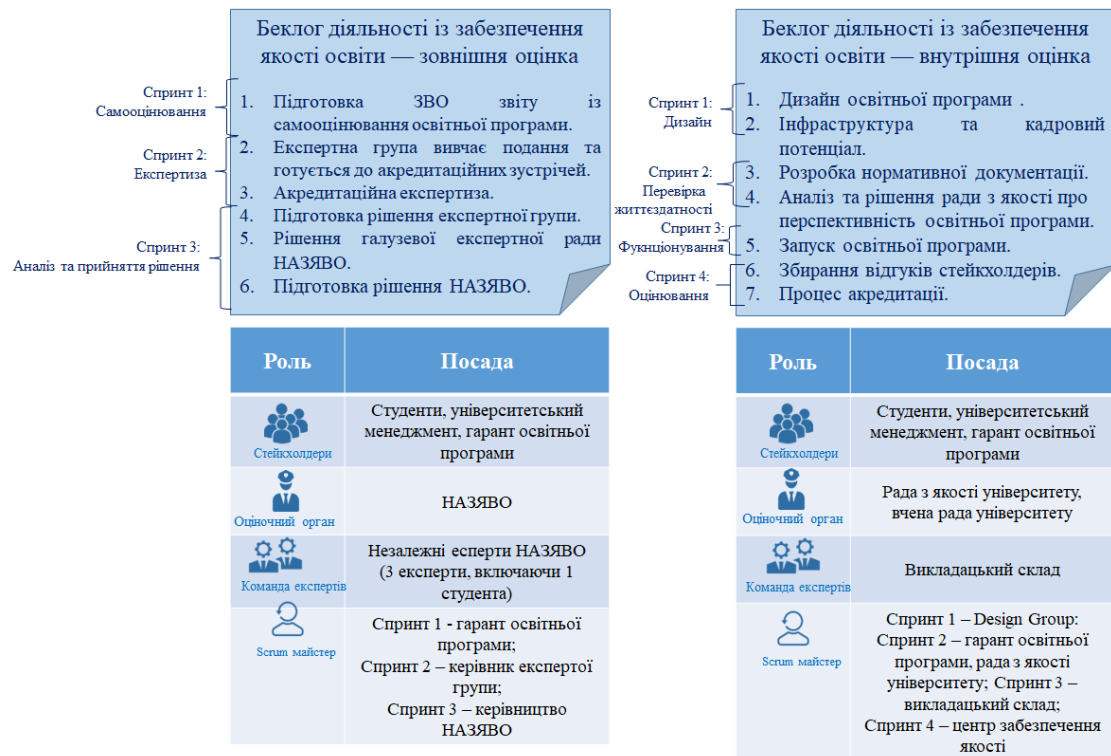 Беклог діяльності із забезпечення
якості освіти — зовнішня оцінка
Спринт 1:
Самооцінювання
1. Підготовка ЗВО звіту із
самооцінювання освітньої програми.
Спринт 2:
Експертиза
2. Експертна група вивчає подання та
готується до акредитаційних зустрічей.
3. Акредитаційна експертиза.
Спринт 3:
Аналіз та прийняття рішення
4. Підготовка рішення експертної групи.
5. Рішення галузевої експертної ради
НАЗЯВО.
6. Підготовка рішення НАЗЯВО.
Роль Посада
Стейкхолдери
Студенти, університетський
менеджмент, гарант освітньої
програми
Оціночний орган
НАЗЯВО
Команда експертів
Незалежні есперти НАЗЯВО
(3 експерти, включаючи 1
студента)
Scrum майстер
Спринт 1 - гарант освітньої
програми;
Спринт 2 – керівник експертої
групи;
Спринт 3 – керівництво
НАЗЯВО
Беклог діяльності із забезпечення
якості освіти — внутрішня оцінка
Спринт 1:
Дизайн
1. Дизайн освітньої програми .
2. Інфраструктура та кадровий
потенціал.
Спринт 2:
Перевірка
життєздатності
3. Розробка нормативної документації.
4. Аналіз та рішення ради з якості про
перспективність освітньої програми.
Спринт 3:
Фукнціонування
5. Запуск освітньої програми.
Спринт 4:
Оцінювання
6. Збирання відгуків стейкхолдерів.
7. Процес акредитації.
Роль Посада
Стейкхолдери
Студенти, університетський
менеджмент, гарант освітньої
програми
Оціночний орган
Рада з якості університету,
вчена рада університету
Команда експертів
Викладацький склад
Scrum майстер
Спринт 1 – Design Group:
Спринт 2 – гарант освітньої
програми, рада з якості
університету; Спринт 3 –
викладацький склад;
Спринт 4 – центр забезпечення
якості